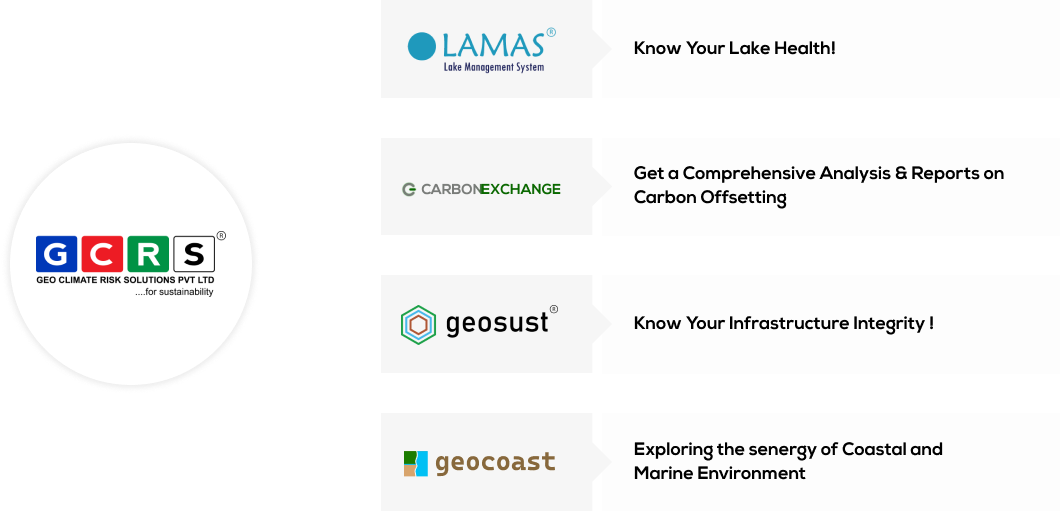 GCRS®
GEO CLIMATE RISK SOLUTIONS PVT LTD
....for sustainability
LAMAS®
Lake Management System
Know Your Lake Health!
CARBONEXCHANGE
Get a Comprehensive Analysis & Reports on
Carbon Offsetting
geosust®
Know Your Infrastructure Integrity !
geocoast
Exploring the senergy of Coastal and
Marine Environment